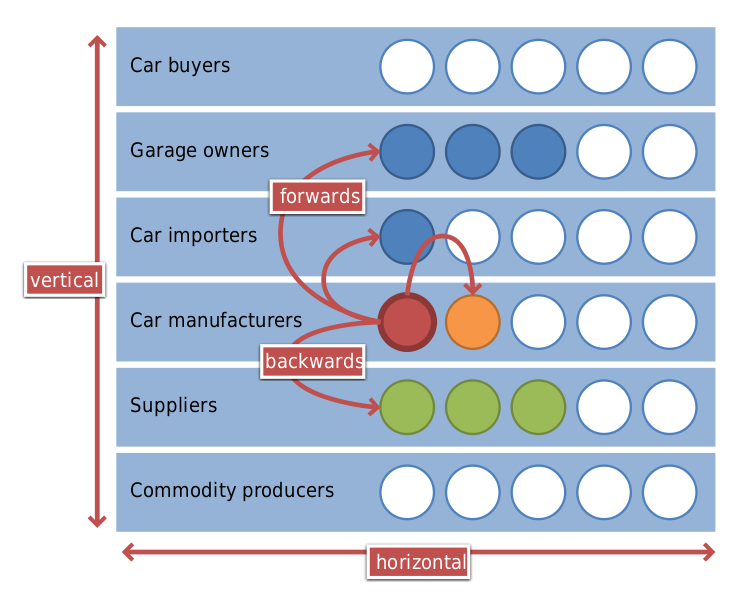 Car buyers
Garage owners
forwards
Car importers
vertical
Car manufacturers
backwards
Suppliers
Commodity producers
horizontal